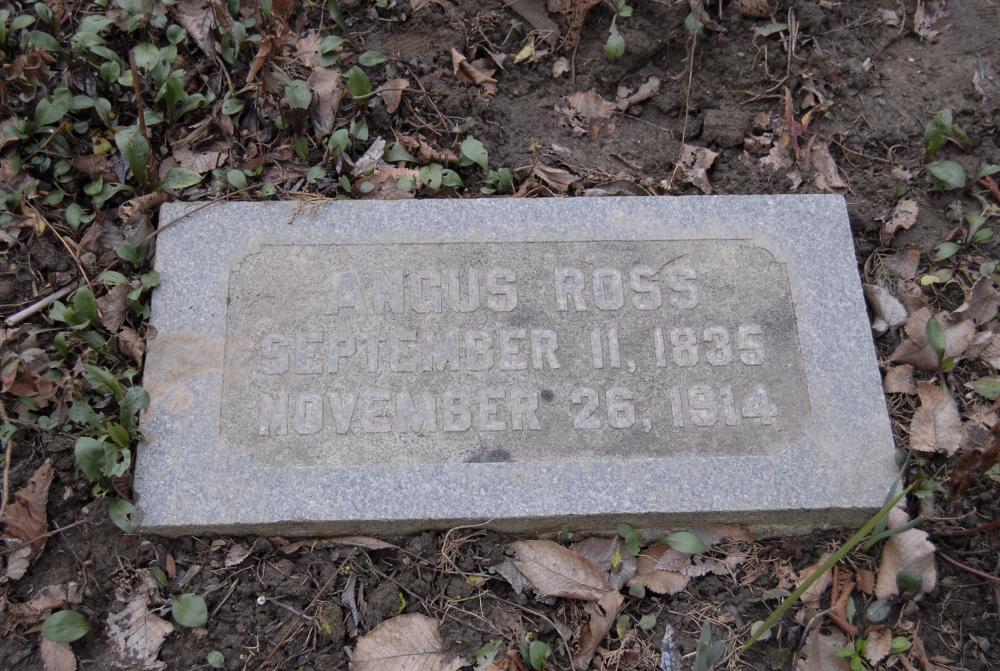 ANGUS ROSS
SEPTEMBER 11, 1835
NOVEMBER 26, 1914